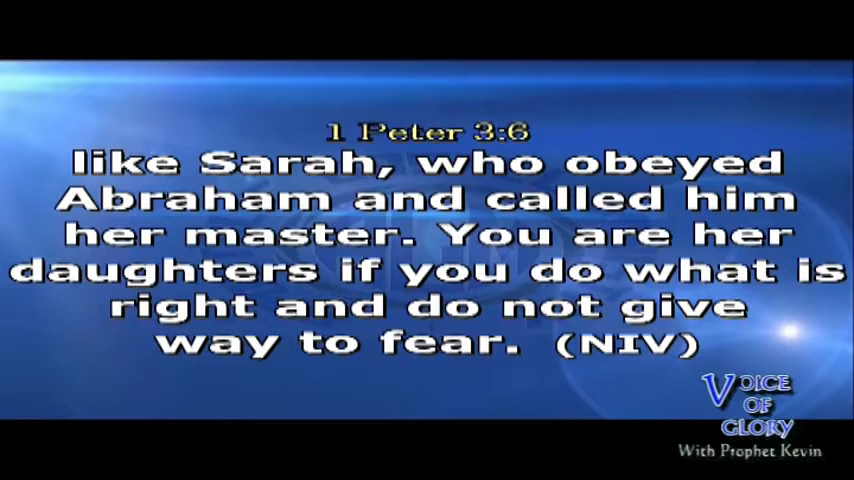 1 Peter 3:6
like Sarah, who obeyed
Abraham and called him
her master. You are her
daughters if you do what is
right and do not give
way to fear. (NIV)
VOICE
OF
GLORY
With Prophet Kevin